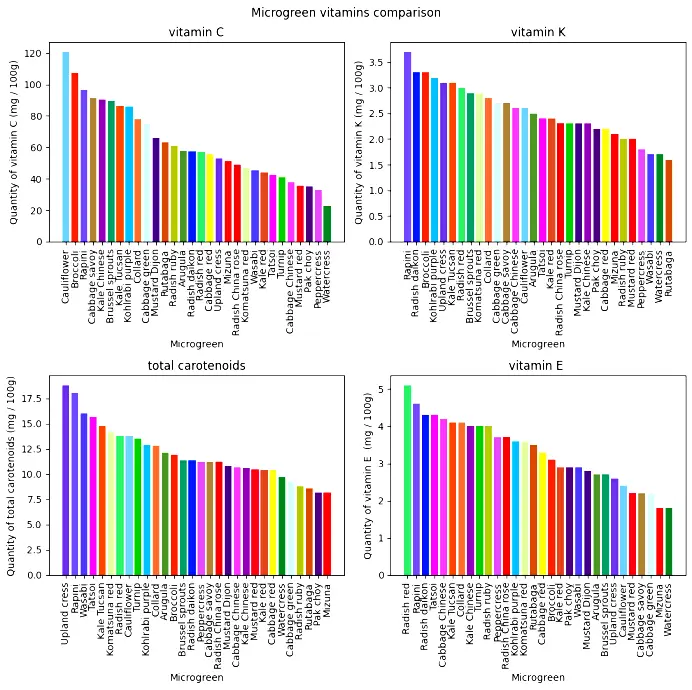 Microgreen vitamins comparison
vitamin C
Quantity of vitamin C (mg / 100g)
120
100
80
60
40
20
0
Cauliflower
Broccoli
Rapini
Cabbage savoy
Kale Chinese
Brussel sprouts
Kale Tucsan
Kohlrabi purple
Collard
Cabbage green
Mustard Dijon
Rutabaga
Radish ruby
Arugula
Radish daikon
Radish red
Cabbage red
Upland cress
Mizuna
Radish China rose
Komatsuna red
Wasabi
Kale red
Tatsoi
Turnip
Cabbage Chinese
Mustard red
Pak choy
Peppercress
Watercress
Microgreen
vitamin K
Quantity of vitamin K (mg / 100g)
3.5
3.0
2.5
2.0
1.5
1.0
0.5
0.0
Rapini
Radish daikon
Broccoli
Kohlrabi purple
Upland cress
Kale Tucsan
Radish red
Brussel sprouts
Komatsuna red
Collard
Cabbage green
Cabbage savoy
Cabbage Chinese
Cauliflower
Arugula
Tatsoi
Kale red
Radish China rose
Turnip
Mustard Dijon
Kale Chinese
Pak choy
Cabbage red
Mizuna
Radish ruby
Mustard red
Peppercress
Wasabi
Watercress
Rutabaga
Microgreen
total carotenoids
Quantity of total carotenoids (mg / 100g)
17.5
15.0
12.5
10.0
7.5
5.0
2.5
0.0
Upland cress
Rapini
Wasabi
Tatsoi
Kale Tucsan
Komatsuna red
Radish red
Cauliflower
Turnip
Kohlrabi purple
Collard
Arugula
Broccoli
Brussel sprouts
Radish daikon
Peppercress
Cabbage savoy
Radish China rose
Mustard Dijon
Cabbage Chinese
Kale Chinese
Mustard red
Kale red
Cabbage red
Watercress
Cabbage green
Radish ruby
Rutabaga
Pak choy
Mizuna
Microgreen
vitamin E
Quantity of vitamin E (mg / 100g)
5
4
3
2
1
0
Radish red
Rapini
Radish daikon
Tatsoi
Cabbage Chinese
Kale Tucsan
Collard
Kale Chinese
Turnip
Radish ruby
Peppercress
Radish China rose
Kohlrabi purple
Komatsuna red
Rutabaga
Cabbage red
Broccoli
Kale red
Pak choy
Wasabi
Mustard Dijon
Arugula
Brussel sprouts
Upland cress
Cauliflower
Mustard red
Cabbage savoy
Cabbage green
Mizuna
Watercress
Microgreen